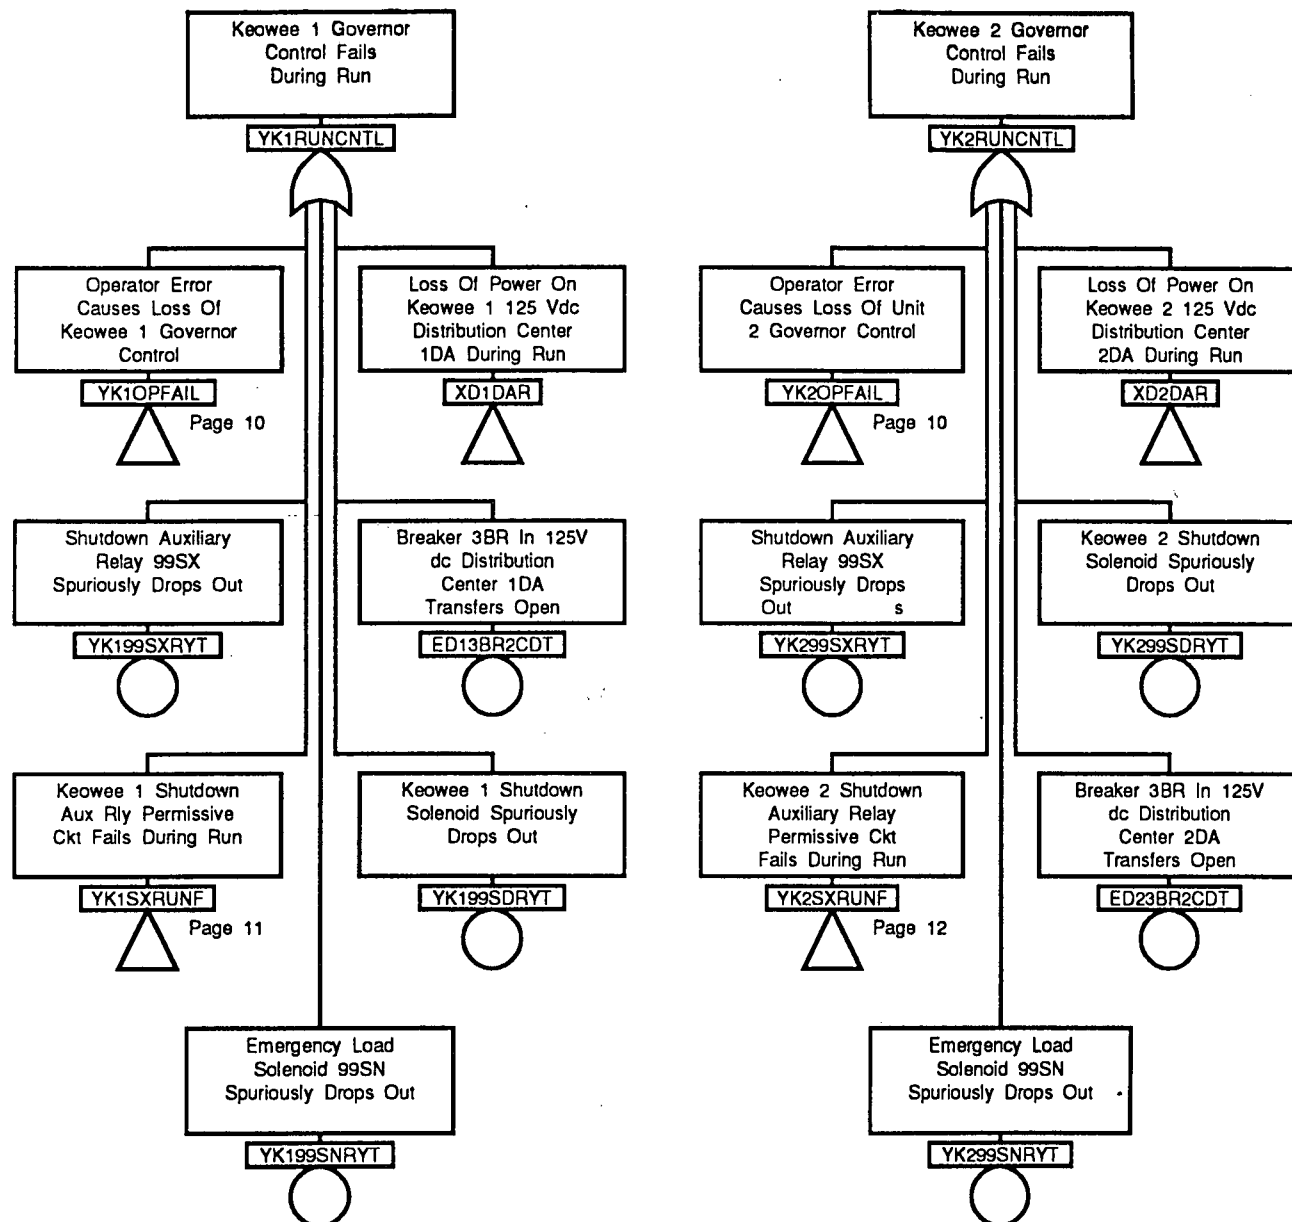 Keowee 1 Governor
Control Fails
During Run
YK1RUNCNTL
Operator Error
Causes Loss Of
Keowee 1 Governor
Control
YK1OPFAIL
Page 10
Loss Of Power On
Keowee 1 125 Vdc
Distribution Center
1DA During Run
XD1DAR
Shutdown Auxiliary
Relay 99SX
Spuriously Drops Out
YK199SXRYT
Breaker 3BR In 125V
dc Distribution
Center 1DA
Transfers Open
ED13BR2CDT
Keowee 1 Shutdown
Aux Rly Permissive
Ckt Fails During Run
YK1SXRUNF
Page 11
Keowee 1 Shutdown
Solenoid Spuriously
Drops Out
YK199SDRYT
Emergency Load
Solenoid 99SN
Spuriously Drops Out
YK199SNRYT
Keowee 2 Governor
Control Fails
During Run
YK2RUNCNTL
Operator Error
Causes Loss Of Unit
2 Governor Control
YK2OPFAIL
Page 10
Loss Of Power On
Keowee 2 125 Vdc
Distribution Center
2DA During Run
XD2DAR
Shutdown Auxiliary
Relay 99SX
Spuriously Drops
Out s
YK299SXRYT
Keowee 2 Shutdown
Solenoid Spuriously
Drops Out
YK299SDRYT
Keowee 2 Shutdown
Auxiliary Relay
Permissive Ckt
Fails During Run
YK2SXRUNF
Page 12
Breaker 3BR In 125V
dc Distribution
Center 2DA
Transfers Open
ED23BR2CDT
Emergency Load
Solenoid 99SN
Spuriously Drops Out
YK299SNRYT